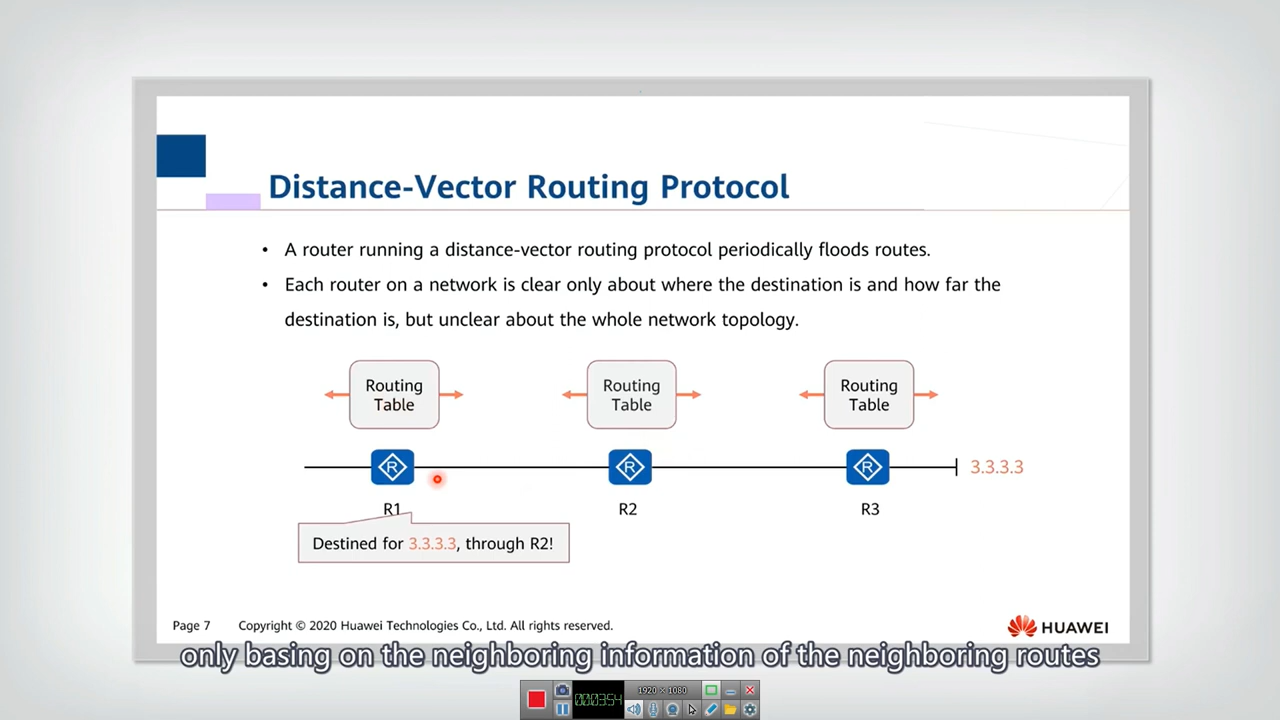 Distance-Vector Routing Protocol
• A router running a distance-vector routing protocol periodically floods routes.
• Each router on a network is clear only about where the destination is and how far the
destination is, but unclear about the whole network topology.
Routing
Table
Routing
Table
Routing
Table
R
R
R
3.3.3.3
R1
R2
R3
Destined for 3.3.3.3, through R2!
Page 7
Copyright © 2020 Huawei Technologies Co., Ltd. All rights reserved.
HUAWEI
only basing on the neighboring information of the neighboring routes
000:03:54
1920 × 1080